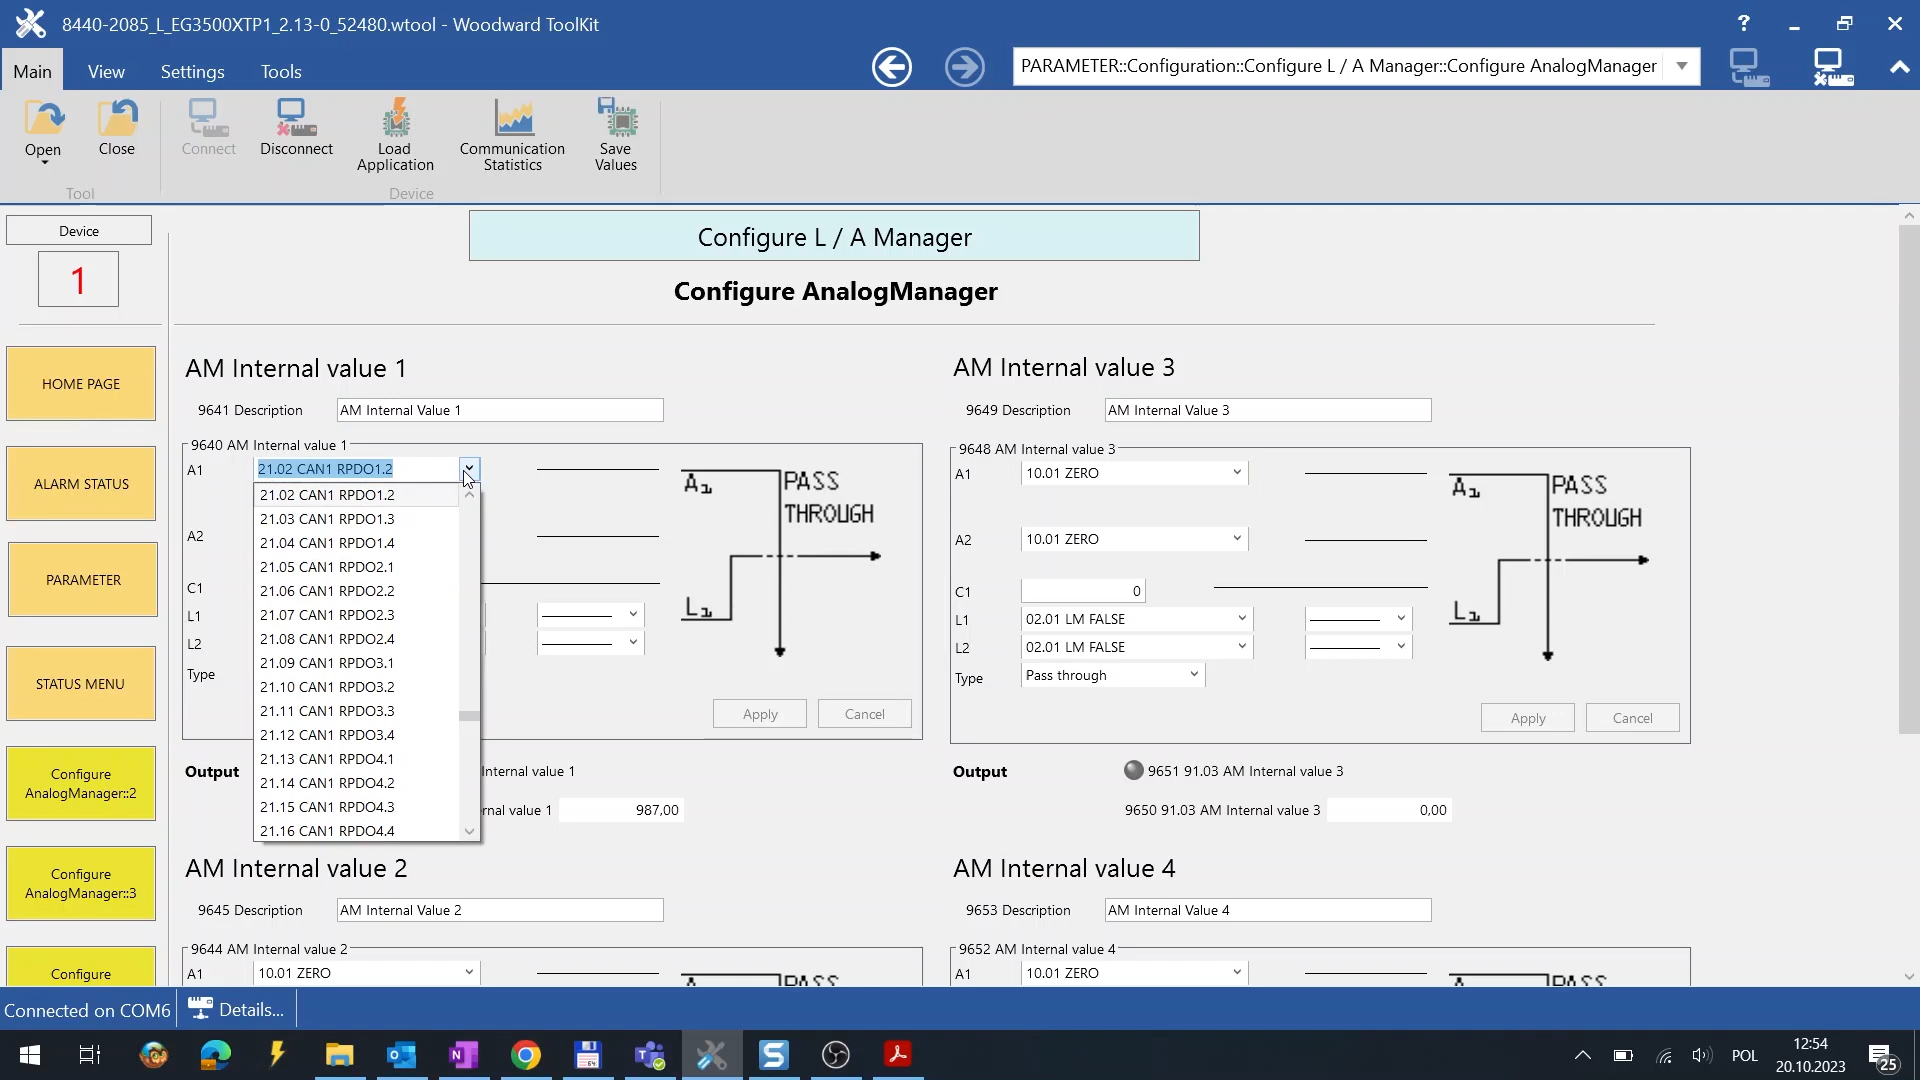 8440-2085_L_EG3500XTP1_2.13-0_52480.wtool - Woodward ToolKit
?
Main
View
Settings
Tools
PARAMETER::Configuration::Configure L / A Manager::Configure AnalogManager
Open
Close
Connect
Disconnect
Load
Application
Communication
Statistics
Save
Values
Tool
Device
Device
1
Configure L / A Manager
Configure AnalogManager
HOME PAGE
ALARM STATUS
PARAMETER
STATUS MENU
Configure
AnalogManager::2
Configure
AnalogManager::3
Configure
AM Internal value 1
9641 Description
AM Internal Value 1
9640 AM Internal value 1
A1
21.02 CAN1 RPDO1.2
21.02 CAN1 RPDO1.2
21.03 CAN1 RPDO1.3
21.04 CAN1 RPDO1.4
21.05 CAN1 RPDO2.1
21.06 CAN1 RPDO2.2
21.07 CAN1 RPDO2.3
21.08 CAN1 RPDO2.4
21.09 CAN1 RPDO3.1
21.10 CAN1 RPDO3.2
21.11 CAN1 RPDO3.3
21.12 CAN1 RPDO3.4
21.13 CAN1 RPDO4.1
21.14 CAN1 RPDO4.2
21.15 CAN1 RPDO4.3
21.16 CAN1 RPDO4.4
A2
C1
L1
L2
Type
A1
PASS
THROUGH
L1
Apply
Cancel
Output
Internal value 1
rnal value 1
987,00
AM Internal value 3
9649 Description
AM Internal Value 3
9648 AM Internal value 3
A1
10.01 ZERO
A2
10.01 ZERO
C1
0
L1
02.01 LM FALSE
L2
02.01 LM FALSE
Type
Pass through
A1
PASS
THROUGH
L1
Apply
Cancel
Output
9651 91.03 AM Internal value 3
9650 91.03 AM Internal value 3
0,00
AM Internal value 2
9645 Description
AM Internal Value 2
9644 AM Internal value 2
A1
10.01 ZERO
AM Internal value 4
9653 Description
AM Internal Value 4
9652 AM Internal value 4
A1
10.01 ZERO
Connected on COM6
Details...
POL
12:54
20.10.2023
25